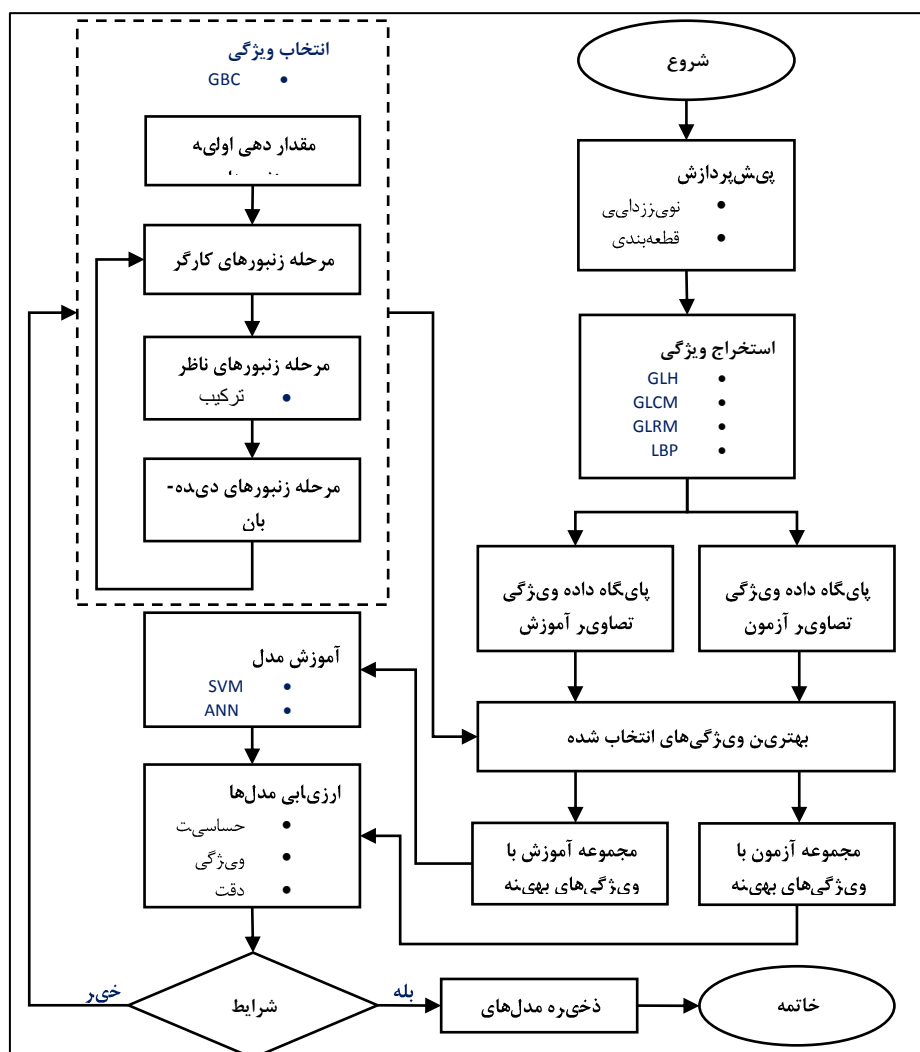 شروع
پیش‌پردازش
نویززدایی
قطعه‌بندی
استخراج ویژگی
GLH
GLCM
GLRM
LBP
پایگاه داده ویژگی
تصاویر آزمون
پایگاه داده ویژگی
تصاویر آموزش
بهترین ویژگی‌های انتخاب شده
مجموعه آزمون با
ویژگی‌های بهینه
مجموعه آموزش با
ویژگی‌های بهینه
انتخاب ویژگی
GBC
مقدار دهی اولیه
مرحله زنبورهای کارگر
مرحله زنبورهای ناظر
ترکیب
مرحله زنبورهای دیده-
بان
آموزش مدل
SVM
ANN
ارزیابی مدل‌ها
حساسیت
ویژگی
دقت
شرایط
خیر
بله
ذخیره مدل‌های
خاتمه